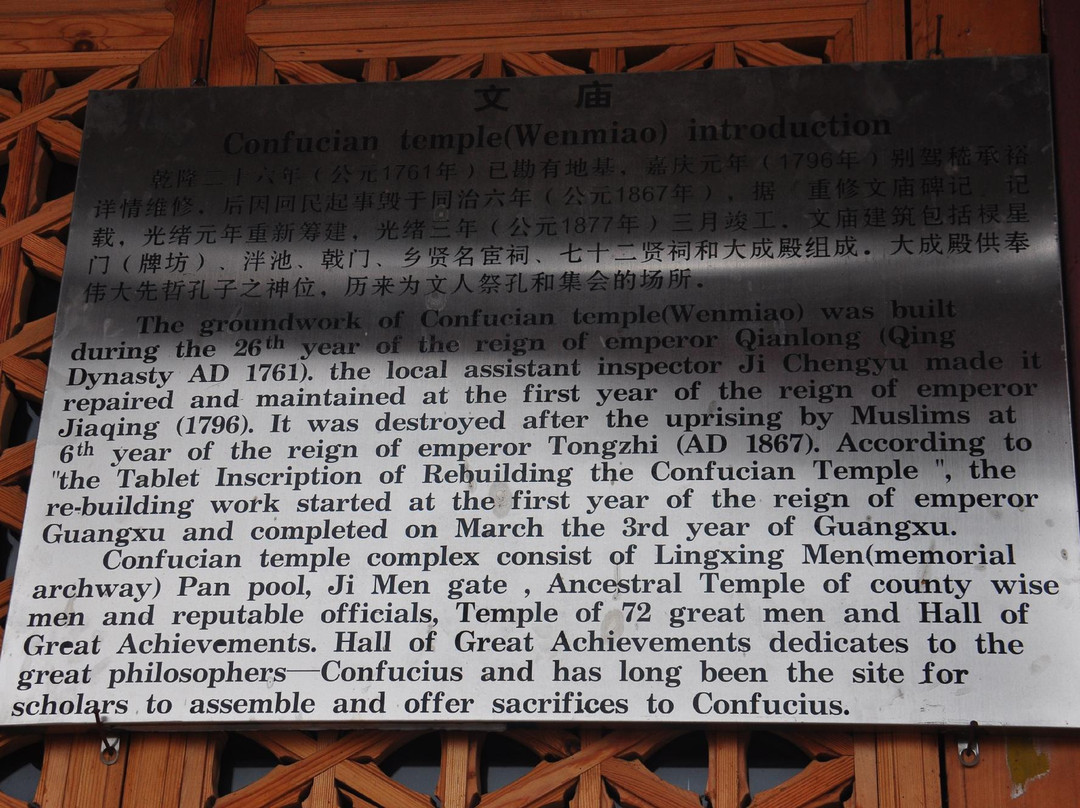 文 庙
Confucian temple(Wenmiao) introduction
乾隆二十六年(公元1761年)已勘有地基,嘉庆元年(1796年)别驾嵇承裕
详情维修,后因回民起事毁于同治六年(公元1867年),据 重修文庙碑记 记
载,光绪元年重新筹建,光绪三年(公元1877年)三月竣工.文庙建筑包括棂星
门(牌坊)、泮池、戟门、乡贤名宦祠、七十二贤祠和大成殿组成。大成殿供奉
伟大先哲孔子之神位,历来为文人祭孔和集会的场所.
The groundwork of Confucian temple(Wenmiao) was built
during the 26th year of the reign of emperor Qianlong (Qing
Dynasty AD 1761). the local assistant inspector Ji Chengyu made it
repaired and maintained at the first year of the reign of emperor
Jiaqing (1796). It was destroyed after the uprising by Muslims at
6th year of the reign of emperor Tongzhi (AD 1867). According to
"the Tablet Inscription of Rebuilding the Confucian Temple ", the
re-building work started at the first year of the reign of emperor
Guangxu and completed on March the 3rd year of Guangxu.
Confucian temple complex consist of Lingxing Men(memorial
archway) Pan pool, Ji Men gate , Ancestral Temple of county wise
men and reputable officials, Temple of 72 great men and Hall of
Great Achievements. Hall of Great Achievements dedicates to the
great philosophers—Confucius and has long been the site for
scholars to assemble and offer sacrifices to Confucius.